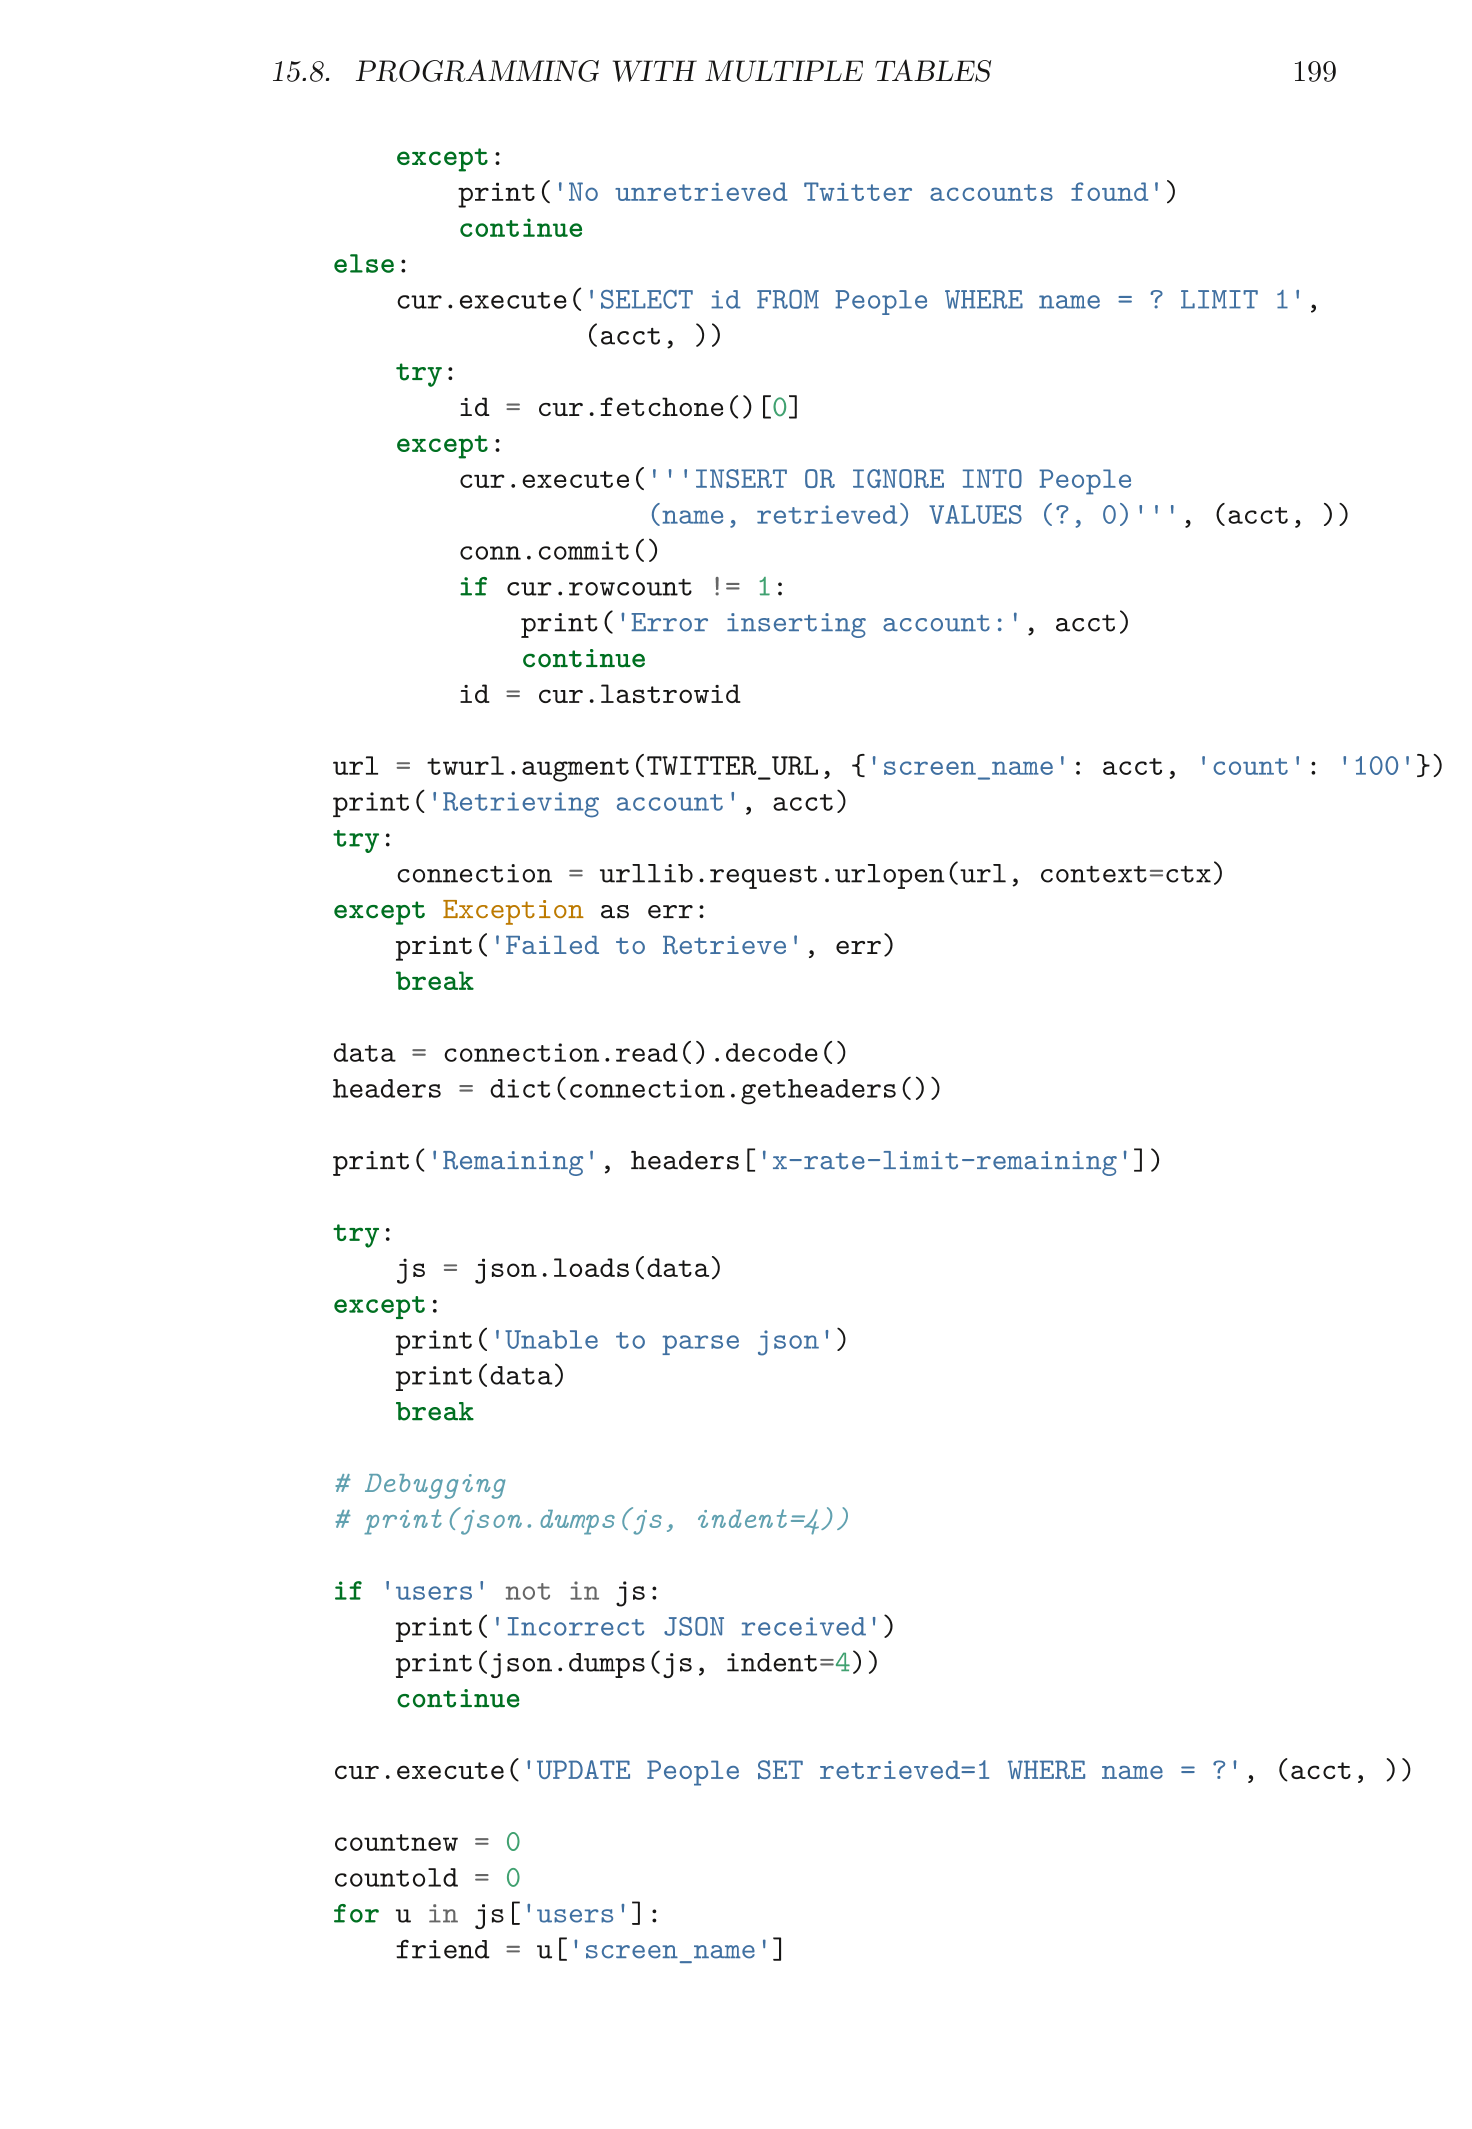 15.8. PROGRAMMING WITH MULTIPLE TABLES 199
        except:
            print('No unretrieved Twitter accounts found')
            continue
    else:
        cur.execute('SELECT id FROM People WHERE name = ? LIMIT 1',
                    (acct, ))
        try:
            id = cur.fetchone()[0]
        except:
            cur.execute('''INSERT OR IGNORE INTO People
                        (name, retrieved) VALUES (?, 0)''', (acct, ))
            conn.commit()
            if cur.rowcount != 1:
                print('Error inserting account:', acct)
                continue
            id = cur.lastrowid

    url = twurl.augment(TWITTER_URL, {'screen_name': acct, 'count': '100'})
    print('Retrieving account', acct)
    try:
        connection = urllib.request.urlopen(url, context=ctx)
    except Exception as err:
        print('Failed to Retrieve', err)
        break

    data = connection.read().decode()
    headers = dict(connection.getheaders())

    print('Remaining', headers['x-rate-limit-remaining'])

    try:
        js = json.loads(data)
    except:
        print('Unable to parse json')
        print(data)
        break

    # Debugging
    # print(json.dumps(js, indent=4))

    if 'users' not in js:
        print('Incorrect JSON received')
        print(json.dumps(js, indent=4))
        continue

    cur.execute('UPDATE People SET retrieved=1 WHERE name = ?', (acct, ))

    countnew = 0
    countold = 0
    for u in js['users']:
        friend = u['screen_name']